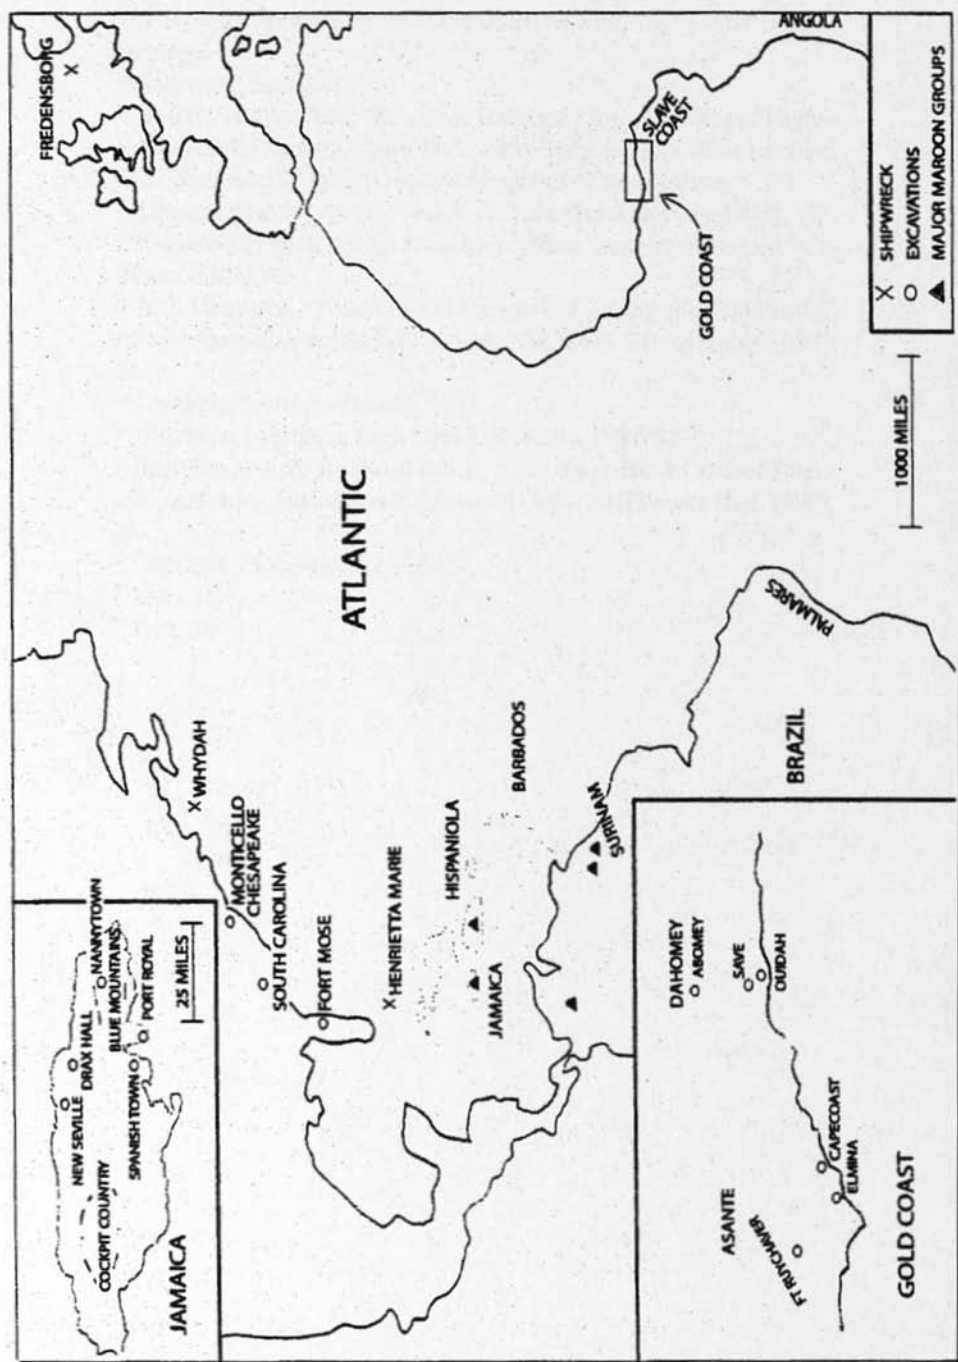 JAMAICA
NEW SEVILLE
DRAX HALL
COCKPIT COUNTRY
SPANISH TOWN
BLUE MOUNTAINS
NANNYTOWN
PORT ROYAL
25 MILES
WHYDAH
MONTICELLO
CHESAPEAKE
SOUTH CAROLINA
FORT MOSE
HENRIETTA MARIE
HISPANIOLA
JAMAICA
BARBADOS
SURINAM
BRAZIL
PALMARES
ATLANTIC
FREDENSBORG
SLAVE
COAST
GOLD COAST
ANGOLA
1000 MILES
X SHIPWRECK
O EXCAVATIONS
▲ MAJOR MAROON GROUPS
DAHOMEY
ABOMEY
SAVE
OUIDAH
ASANTE
FT RUYCHAVER
CAPECOAST
ELMINA
GOLD COAST